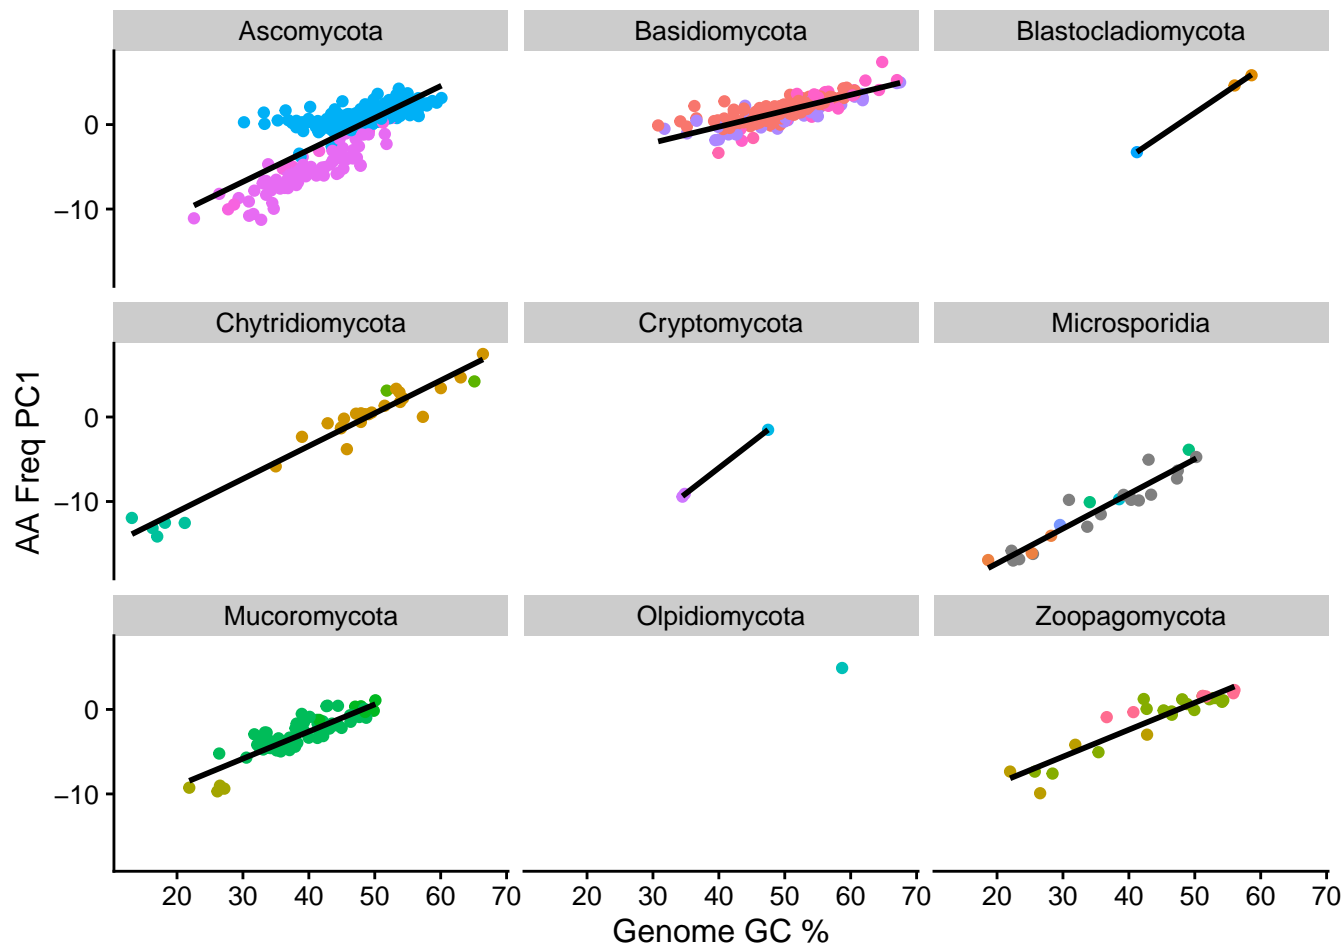 Ascomycota Basidiomycota Blastocladiomycota
0
−10
Chytridiomycota Cryptomycota Microsporidia
0
−10
AA Freq PC1
Mucoromycota Olpidiomycota Zoopagomycota
0
−10
20 30 40 50 60 70 20 30 40 50 60 70 20 30 40 50 60 70
Genome GC %